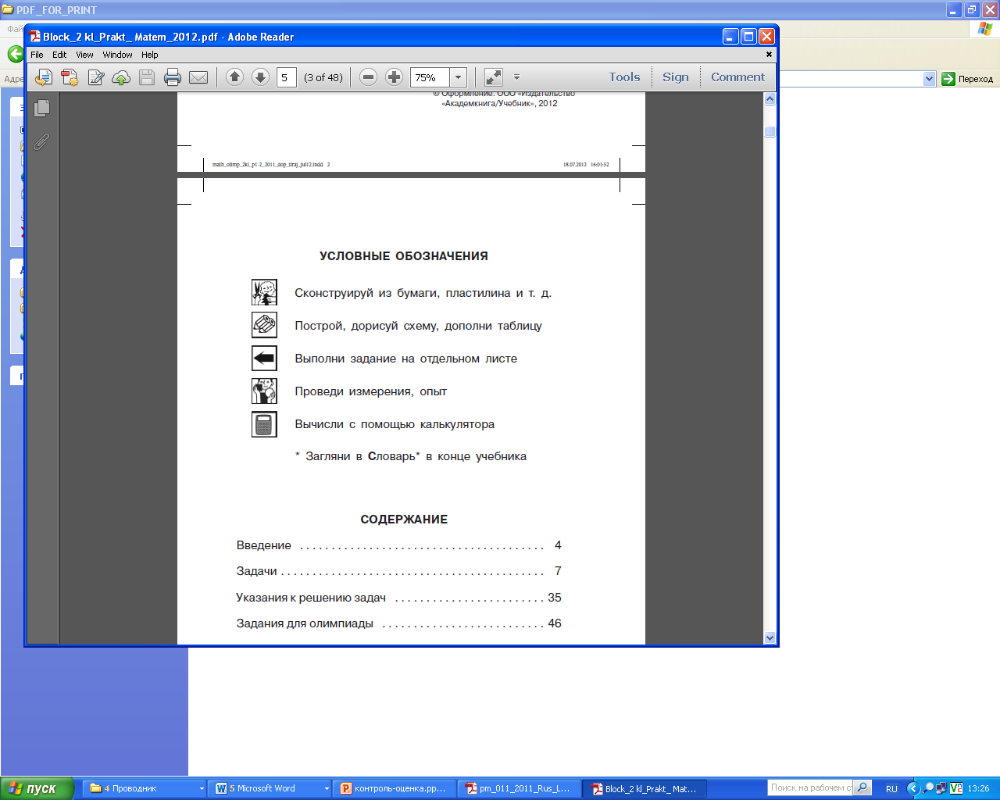 PDF_FOR_PRINT
Block_2 kl_Prakt_ Matem_2012.pdf - Adobe Reader
File Edit View Window Help
5 (3 of 48) 75% Tools Sign Comment
Переход
© Оформление. ООО «Издательство
«Академкнига/Учебник», 2012
math_olimp_2kl_p1-2_2011_dop_tiraj_jul12.indd 2 18.07.2012 16:01:52
УСЛОВНЫЕ ОБОЗНАЧЕНИЯ
Сконструируй из бумаги, пластилина и т. д.
Построй, дорисуй схему, дополни таблицу
Выполни задание на отдельном листе
Проведи измерения, опыт
Вычисли с помощью калькулятора
* Загляни в Словарь* в конце учебника
СОДЕРЖАНИЕ
Введение . . . . . . . . . . . . . . . . . . . . . . . . . . . . . . . . . . . . . . . 4
Задачи . . . . . . . . . . . . . . . . . . . . . . . . . . . . . . . . . . . . . . . . . . 7
Указания к решению задач . . . . . . . . . . . . . . . . . . . . . . . . 35
Задания для олимпиады . . . . . . . . . . . . . . . . . . . . . . . . . . 46
пуск 4 Проводник 5 Microsoft Word контроль-оценка.pp... pm_011_2011_Rus_L... Block_2 kl_Prakt_ Mat... Поиск на рабочем ст RU 13:26